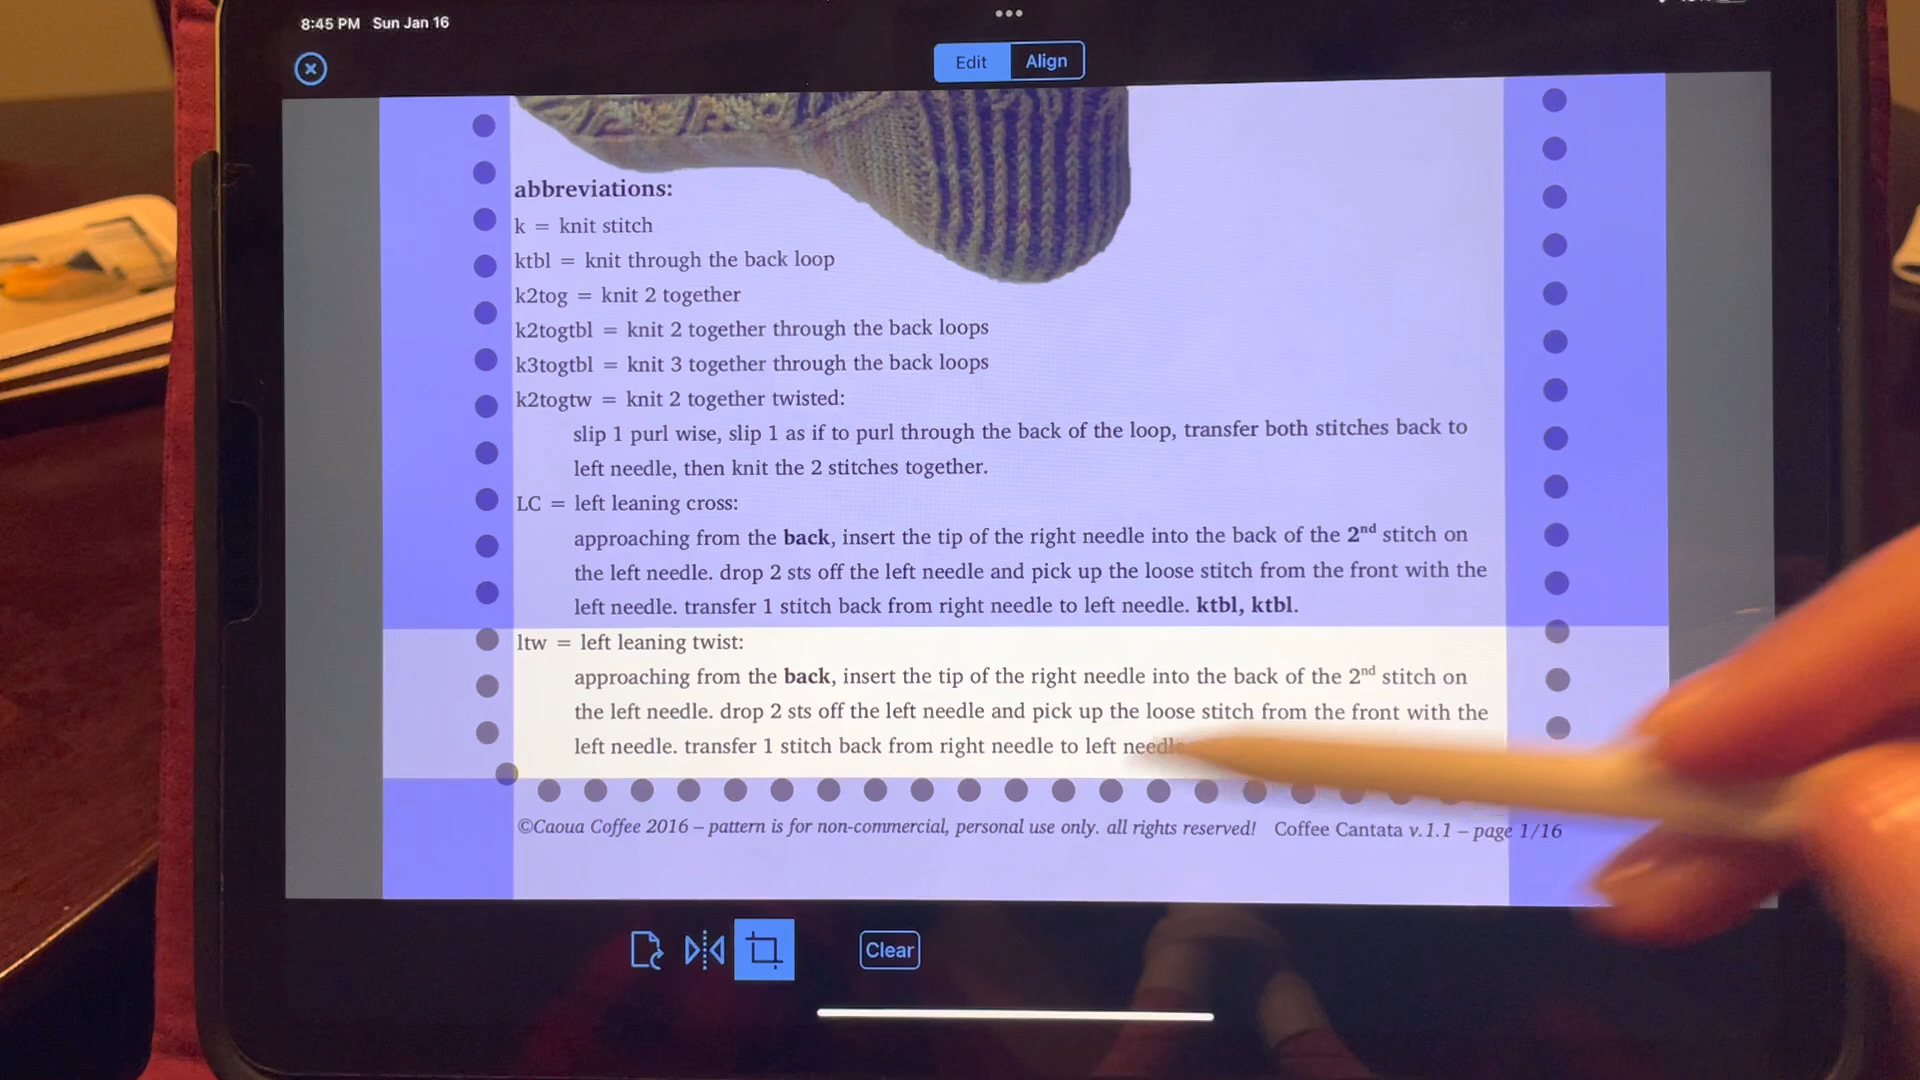 8:45 PM Sun Jan 16
Edit Align
abbreviations:
k = knit stitch
ktbl = knit through the back loop
k2tog = knit 2 together
k2togtbl = knit 2 together through the back loops
k3togtbl = knit 3 together through the back loops
k2togtw = knit 2 together twisted:
slip 1 purl wise, slip 1 as if to purl through the back of the loop, transfer both stitches back to
left needle, then knit the 2 stitches together.
LC = left leaning cross:
approaching from the back, insert the tip of the right needle into the back of the 2nd stitch on
the left needle. drop 2 sts off the left needle and pick up the loose stitch from the front with the
left needle. transfer 1 stitch back from right needle to left needle. ktbl, ktbl.
ltw = left leaning twist:
approaching from the back, insert the tip of the right needle into the back of the 2nd stitch on
the left needle. drop 2 sts off the left needle and pick up the loose stitch from the front with the
left needle. transfer 1 stitch back from right needle to left needle
©Caoua Coffee 2016 – pattern is for non-commercial, personal use only. all rights reserved! Coffee Cantata v.1.1 – page 1/16
Clear